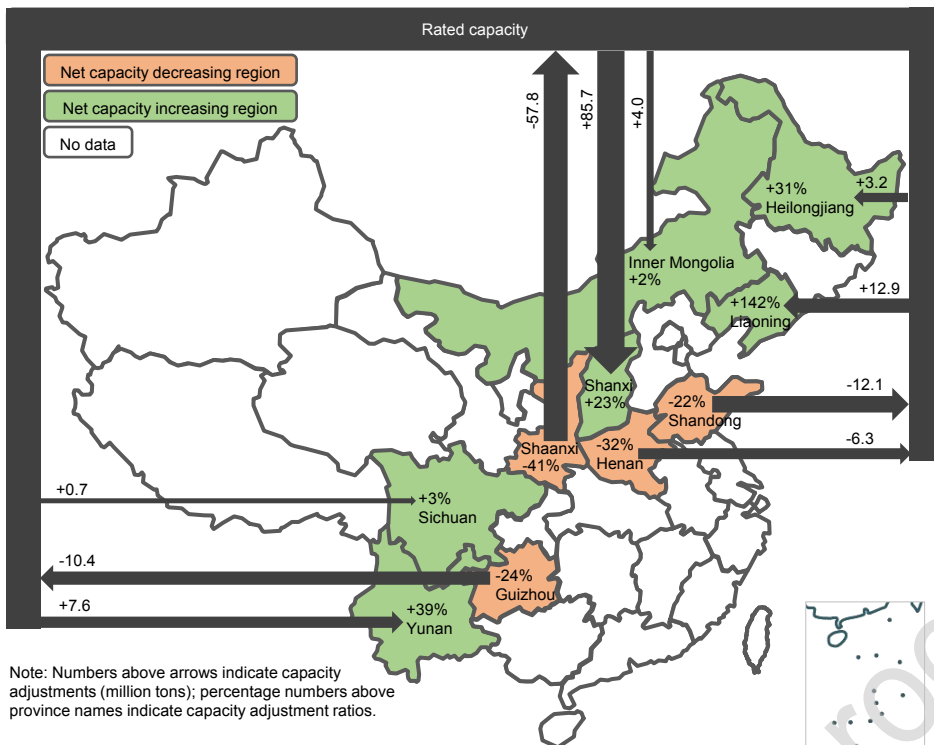 Rated capacity
Net capacity decreasing region
Net capacity increasing region
No data
-57.8
+85.7
+4.0
+31%
Heilongjiang
+3.2
Inner Mongolia
+2%
+142%
Liaoning
+12.9
Shanxi
+23%
-22%
Shandong
-12.1
Shaanxi
-41%
-32%
Henan
-6.3
+0.7
+3%
Sichuan
-10.4
-24%
Guizhou
+7.6
+39%
Yunan
Note: Numbers above arrows indicate capacity
adjustments (million tons); percentage numbers above
province names indicate capacity adjustment ratios.